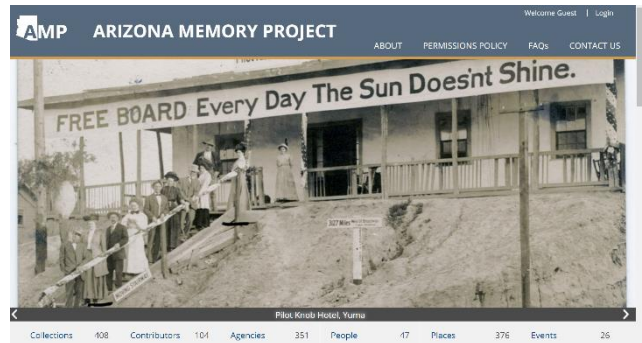 Welcome Guest | Login
AMP ARIZONA MEMORY PROJECT
ABOUT PERMISSIONS POLICY FAQs CONTACT US
FREE BOARD Every Day The Sun Doesn't Shine.
Pilot Knob Hotel, Yuma
Collections 408 Contributors 104 Agencies 351 People 47 Places 376 Events 26